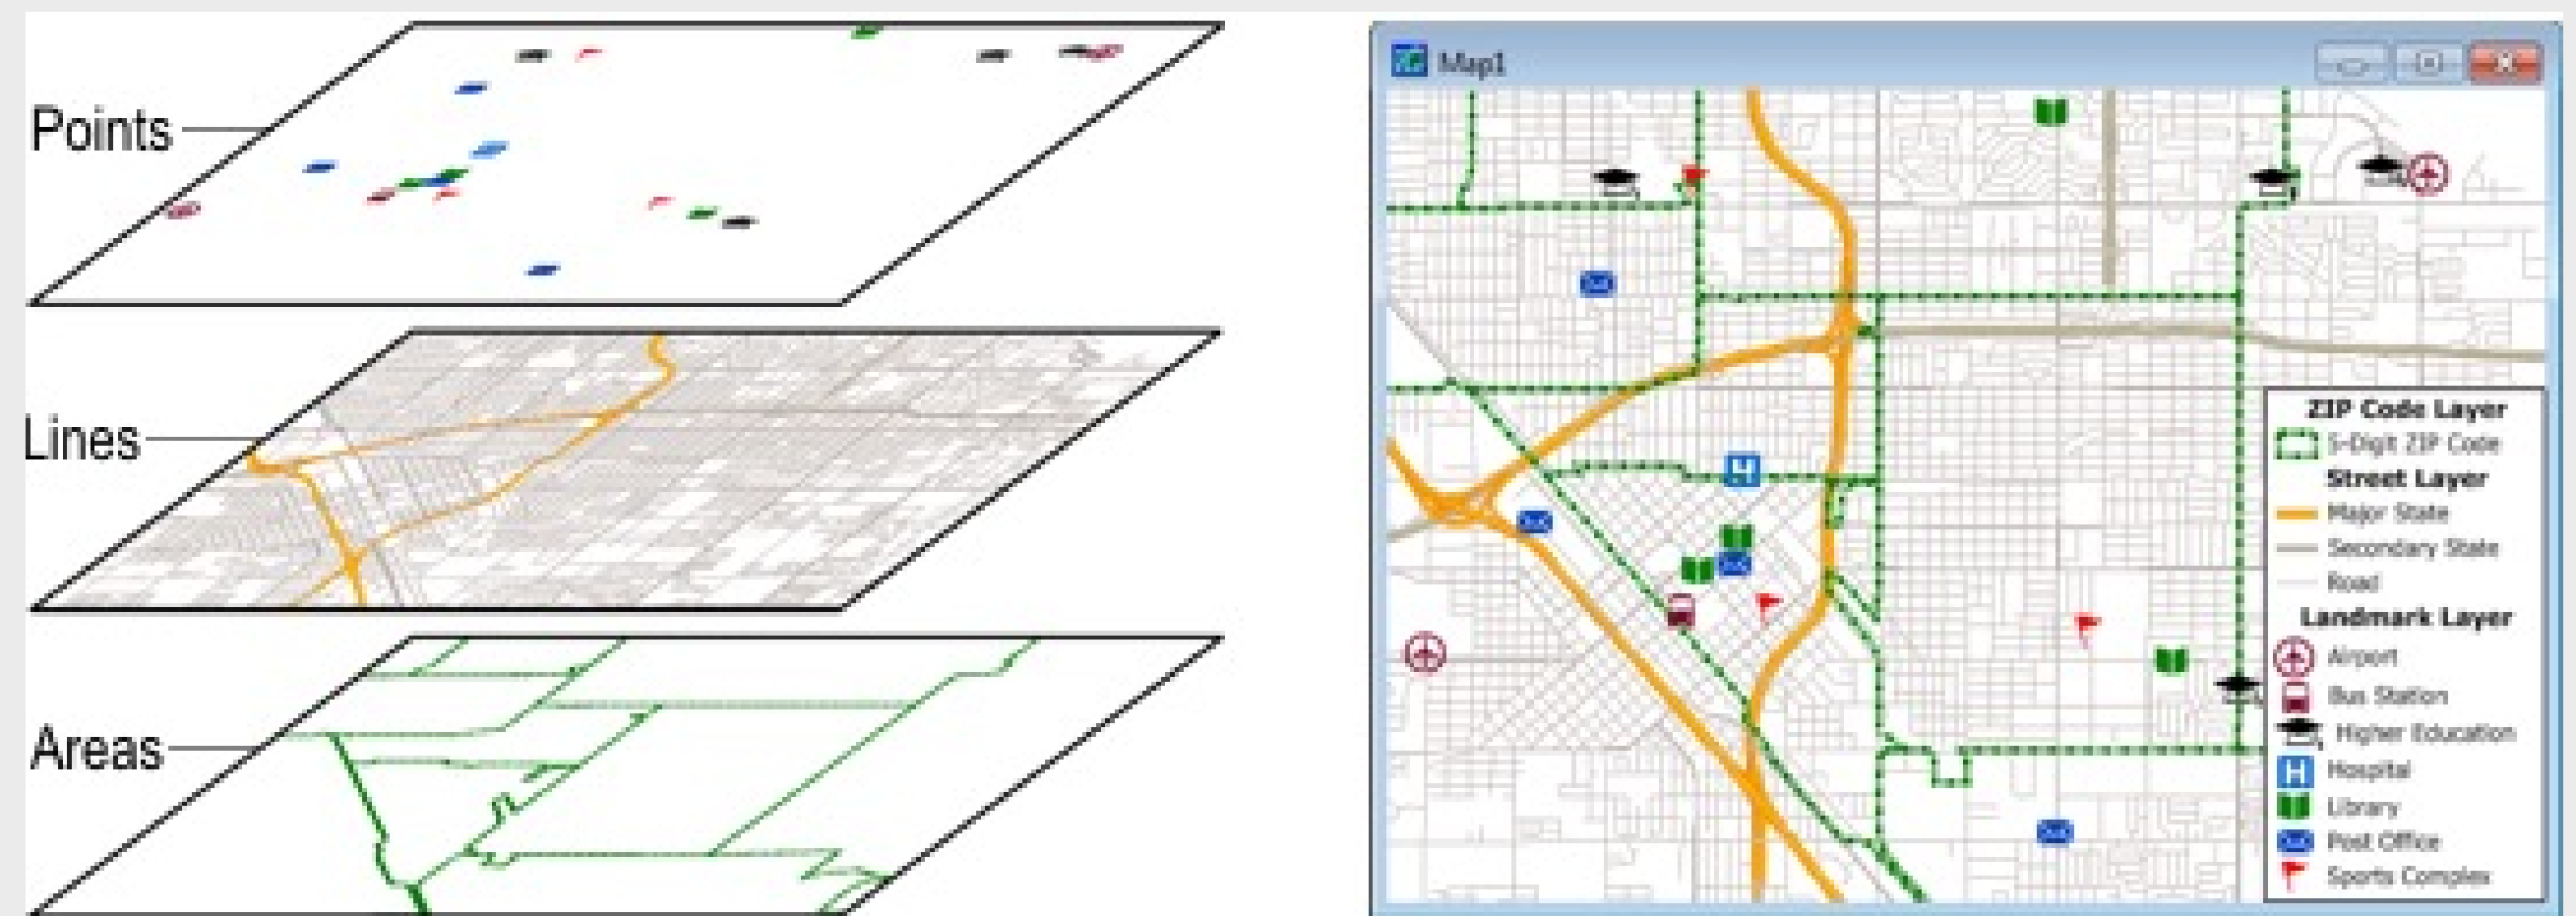 Points
Lines
Areas
Map1
H
ZIP Code Layer
5-Digit ZIP Code
Street Layer
Major State
Secondary State
Road
Landmark Layer
Airport
Bus Station
Higher Education
H Hospital
Library
Post Office
Sports Complex